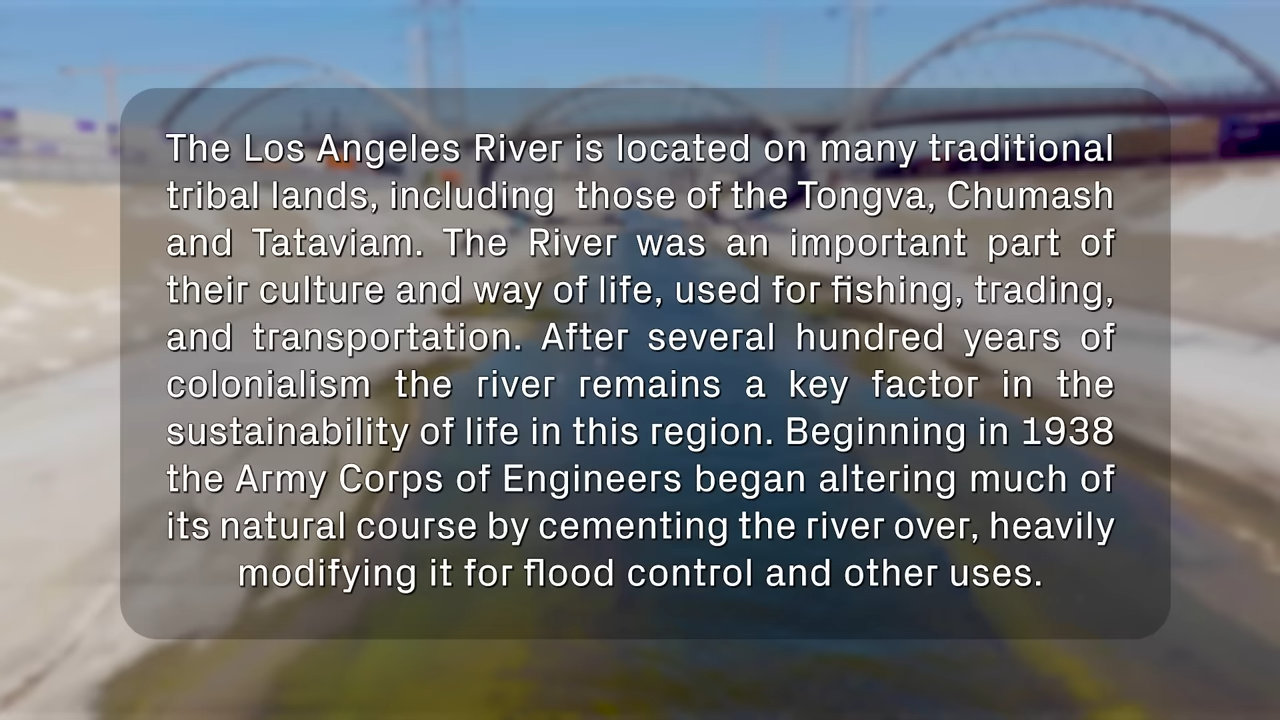 The Los Angeles River is located on many traditional
tribal lands, including  those of the Tongva, Chumash
and Tataviam. The River was an important part of
their culture and way of life, used for fishing, trading,
and transportation. After several hundred years of
colonialism the river remains a key factor in the
sustainability of life in this region. Beginning in 1938
the Army Corps of Engineers began altering much of
its natural course by cementing the river over, heavily
modifying it for flood control and other uses.